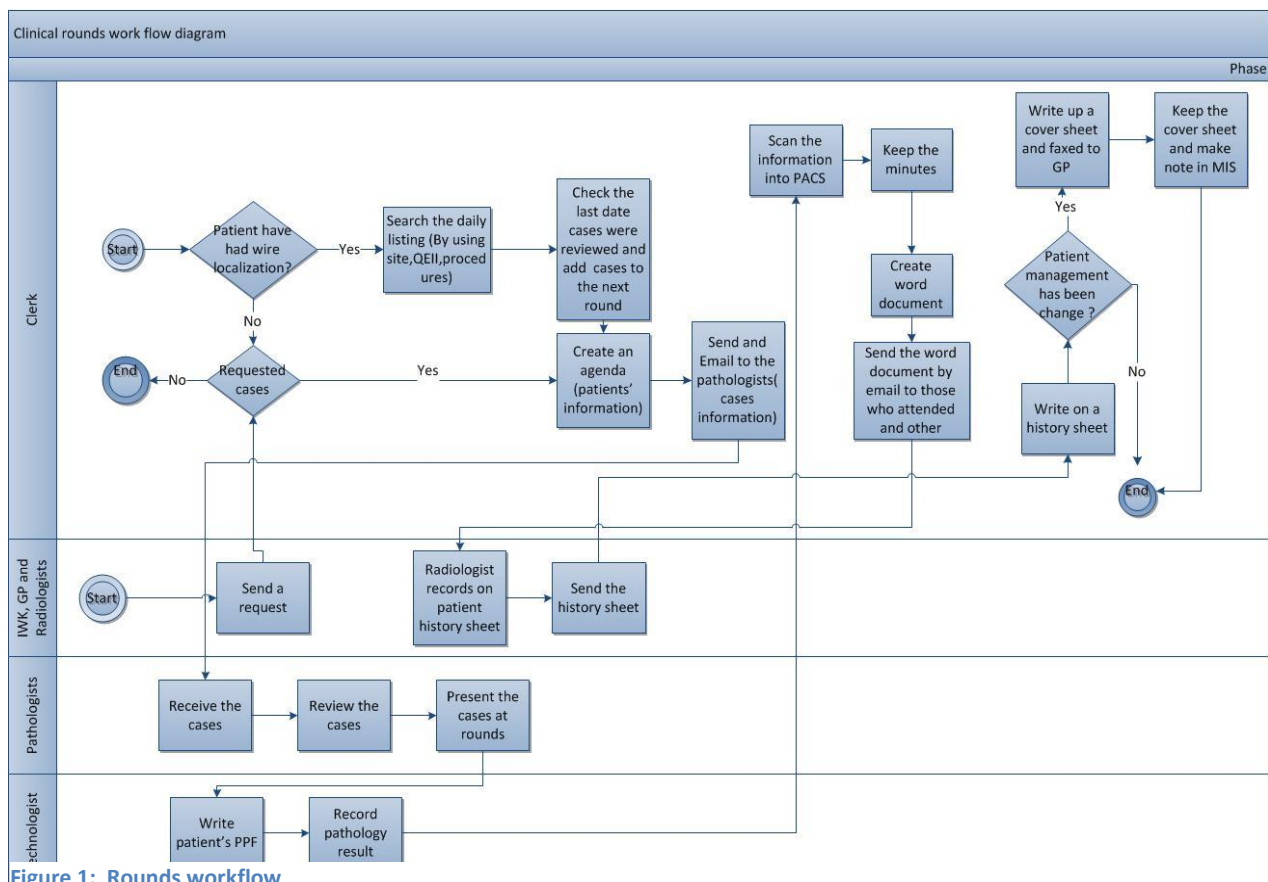 Clinical rounds work flow diagram
Phase
Clerk
Start
Patient have
had wire
localization?
Yes
No
Search the daily
listing (By using
site,QEII,proced
ures)
Check the
last date
cases were
reviewed and
add cases to
the next
round
End
No
Requested
cases
Yes
Create an
agenda
(patients'
information)
Send and
Email to the
pathologists(
cases
information)
Scan the
information
into PACS
Keep the
minutes
Create
word
document
Send the word
document by
email to those
who attended
and other
Write up a
cover sheet
and faxed to
GP
Keep the
cover sheet
and make
note in MIS
Yes
Patient
management
has been
change ?
No
Write on a
history sheet
End
IWK, GP and
Radiologists
Start
Send a
request
Radiologist
records on
patient
history sheet
Send the
history sheet
Pathologists
Receive the
cases
Review the
cases
Present the
cases at
rounds
echnologist
Write
patient's PPF
Record
pathology
result
Figure 1: Rounds workflow